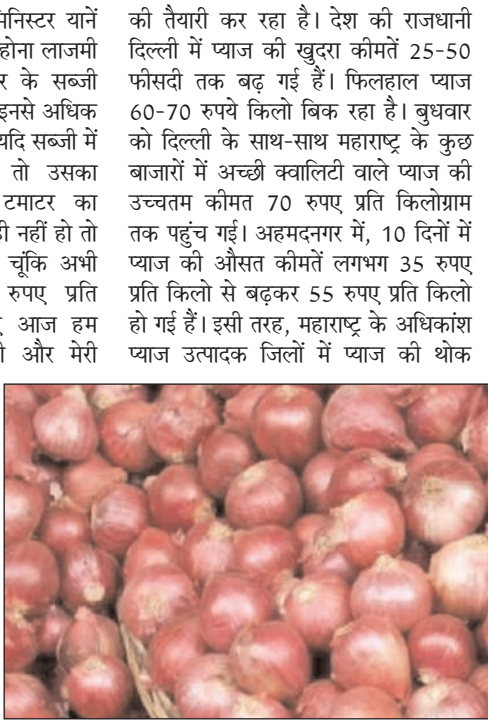 मिनिस्टर यानें
होना लाजमी
र के सब्जी
इनसे अधिक
यदि सब्जी में
तो उसका
टमाटर का
ही नहीं हो तो
चूंकि अभी
रुपए प्रति
आज हम
और मेरी
की तैयारी कर रहा है। देश की राजधानी
दिल्ली में प्याज की खुदरा कीमतें 25-50
फीसदी तक बढ़ गई हैं। फिलहाल प्याज
60-70 रुपये किलो बिक रहा है। बुधवार
को दिल्ली के साथ-साथ महाराष्ट्र के कुछ
बाजारों में अच्छी क्वालिटी वाले प्याज की
उच्चतम कीमत 70 रुपए प्रति किलोग्राम
तक पहुंच गई। अहमदनगर में, 10 दिनों में
प्याज की औसत कीमतें लगभग 35 रुपए
प्रति किलो से बढ़कर 55 रुपए प्रति किलो
हो गई हैं। इसी तरह, महाराष्ट्र के अधिकांश
प्याज उत्पादक जिलों में प्याज की थोक